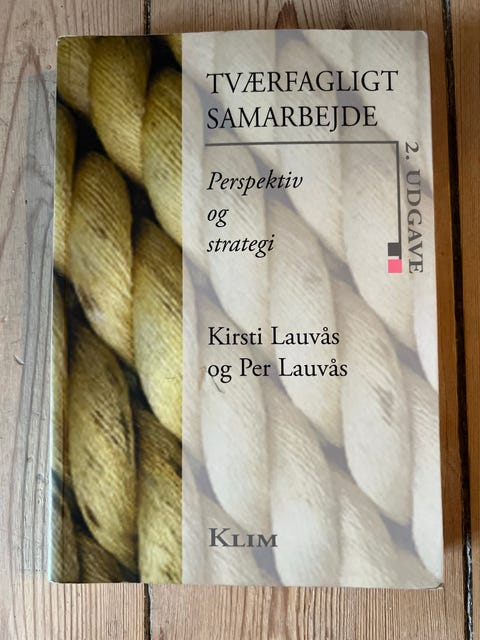 TVÆRFAGLIGT
SAMARBEJDE
2. UDGAVE
Perspektiv
og
strategi
Kirsti Lauvås
og Per Lauvås
KLIM